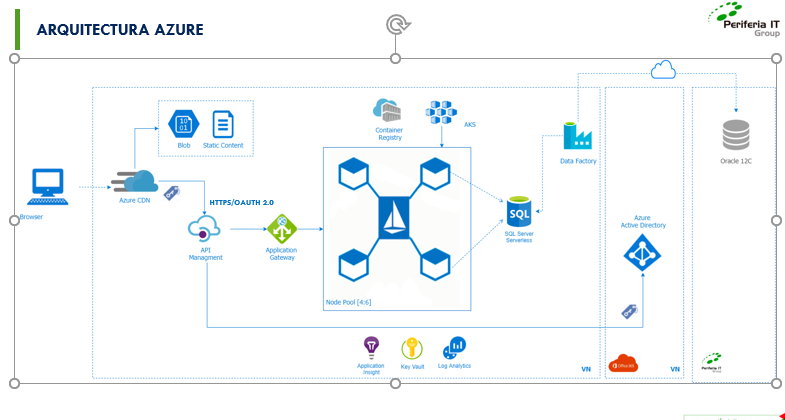 ARQUITECTURA AZURE
Periferia IT
Group
10
01
Blob
Static Content
Container
Registry
AKS
Data Factory
Oracle 12C
Browser
Azure CDN
HTTPS/OAUTH 2.0
API
Managment
Application
Gateway
SQL
SQL Server
Serverless
Azure
Active Directory
Node Pool [4:6]
Application
Insight
Key Vault
Log Analytics
VN
Office 365
VN
Periferia IT
Group